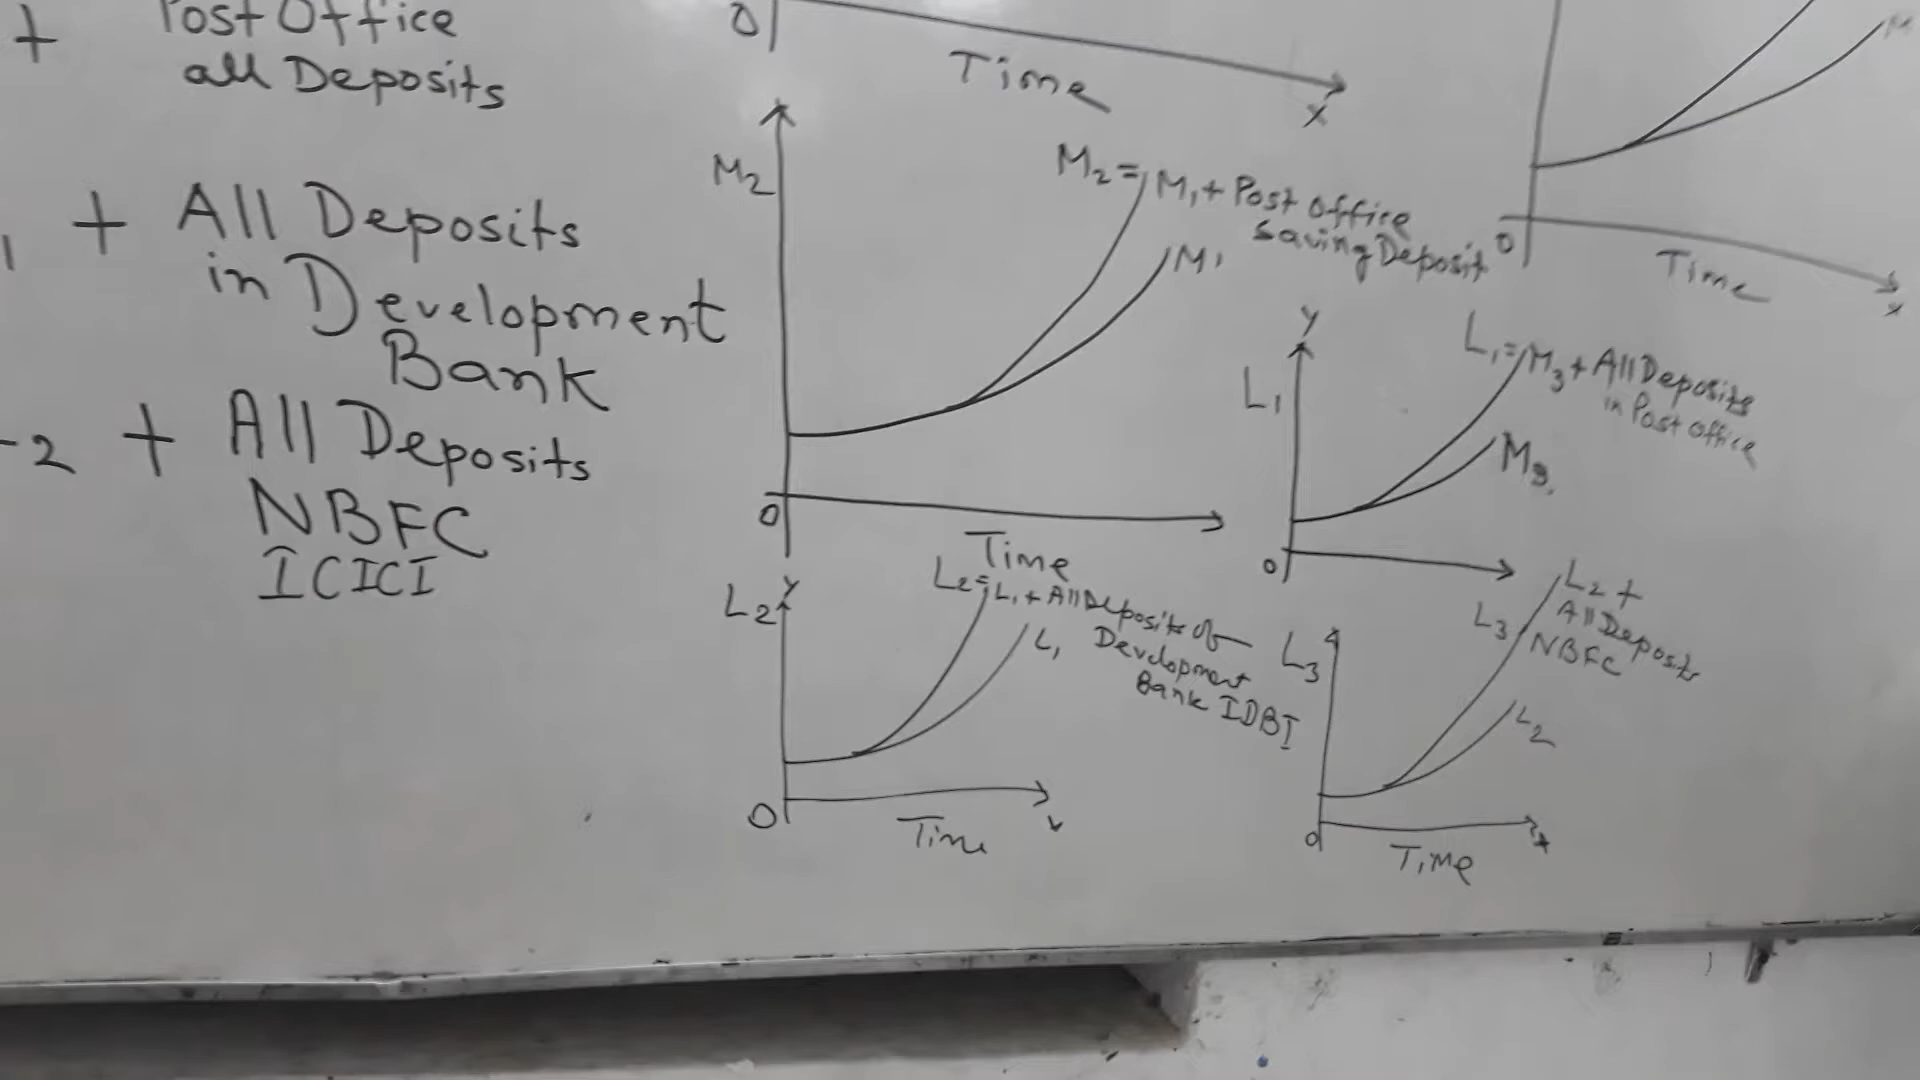 + Post Office
all Deposits
1 + All Deposits
in Development
Bank
-2 + All Deposits
NBFC
ICICI
0
Time
X
M2
M2 = M1 + Post Office
Saving Deposit
M1
0
Time
M
0
Time
x
Y
L1
L1 = M3 + All Deposits
in Post Office
M3
0
Y
L2
L2 = L1 + All Deposits of
Development
Bank IDBI
L1
0
Time
L3
L3
L2 +
All Deposits
NBFC
L2
0
x
Time